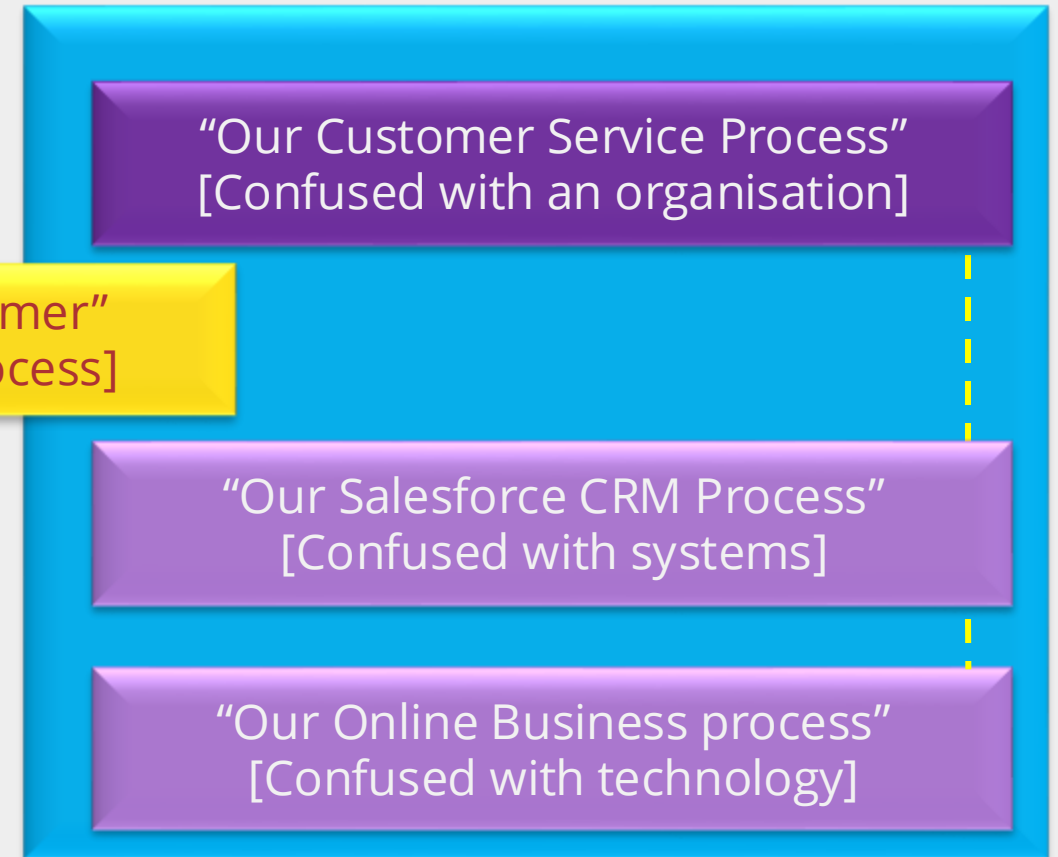 “Our Customer Service Process”
[Confused with an organisation]
mer”
ocess]
“Our Salesforce CRM Process”
[Confused with systems]
“Our Online Business process”
[Confused with technology]